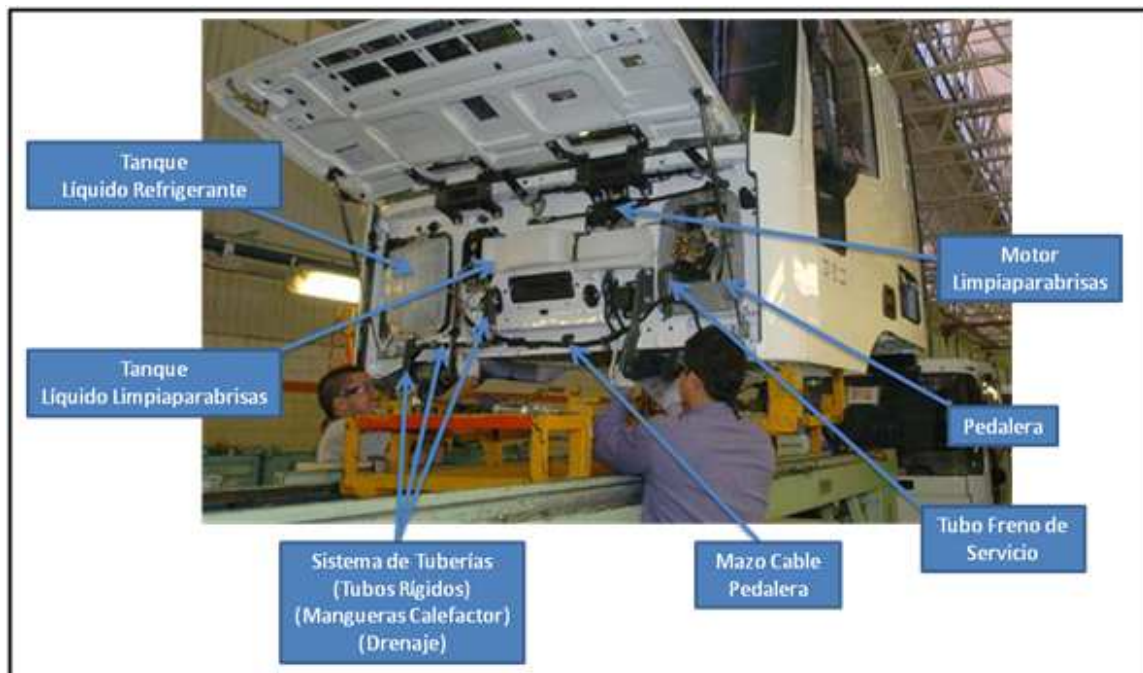 Tanque
Líquido Refrigerante
Motor
Limpiaparabrisas
Tanque
Líquido Limpiaparabrisas
Pedalera
Tubo Freno de
Servicio
Sistema de Tuberías
(Tubos Rígidos)
(Mangueras Calefactor)
(Drenaje)
Mazo Cable
Pedalera